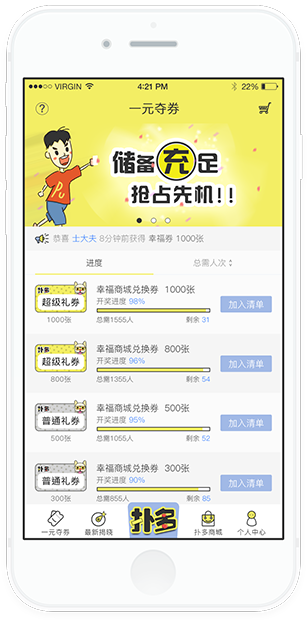 VIRGIN 4:21 PM 22%
一元夺券
储备充足
抢占先机!!
恭喜 士大夫 8分钟前获得 幸福券 1000张
进度 总需人次
扑多
超级礼券
1000张
幸福商城兑换券 1000张
开奖进度 98%
总需1555人 剩余 31
加入清单
扑多
超级礼券
800张
幸福商城兑换券 800张
开奖进度 96%
总需1355人 剩余 54
加入清单
扑多
普通礼券
500张
幸福商城兑换券 500张
开奖进度 95%
总需1055人 剩余 52
加入清单
扑多
普通礼券
300张
幸福商城兑换券 300张
开奖进度 90%
总需855人 剩余 85
加入清单
一元夺券 最新揭晓 扑多 扑多商城 个人中心